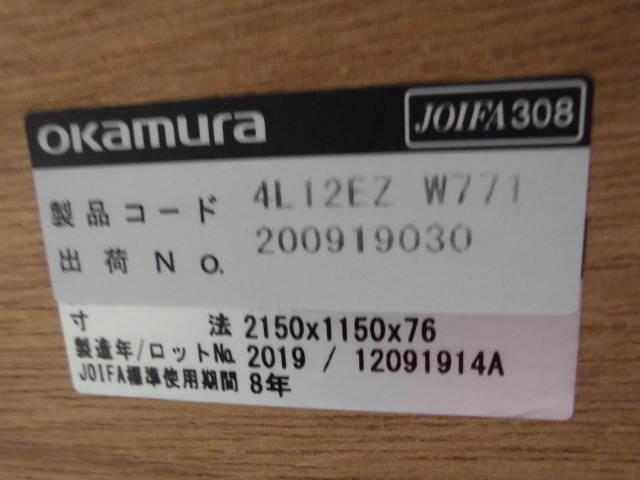 okamura JOIFA308
製品コード 4L12EZ W771
出荷No. 200919030
寸法 2150x1150x76
製造年/ロット№ 2019 / 12091914A
JOIFA標準使用期間 8年